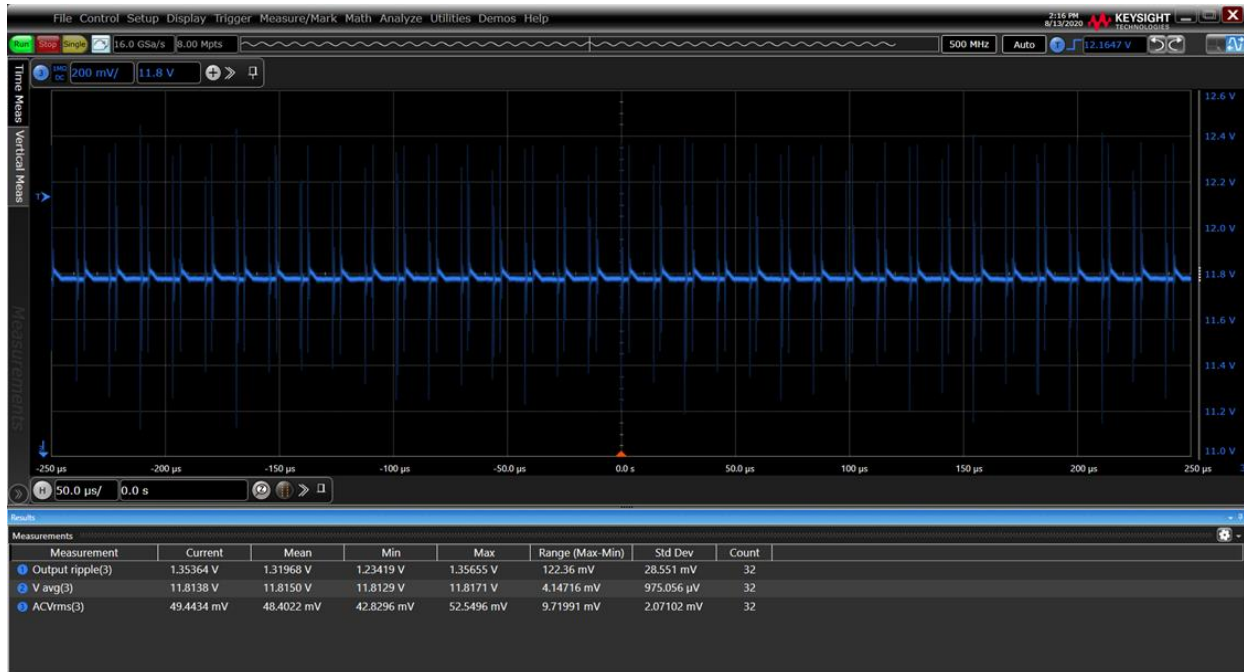 File Control Setup Display Trigger Measure/Mark Math Analyze Utilities Demos Help
2:16 PM
8/13/2020
KEYSIGHT
TECHNOLOGIES
Run Stop Single 16.0 GSa/s 8.00 Mpts 500 MHz Auto T 12.1647 V
3 1MΩ DC 200 mV/ 11.8 V
Time Meas
Vertical Meas
Measurements
T
12.6 V
12.4 V
12.2 V
12.0 V
11.8 V
11.6 V
11.4 V
11.2 V
11.0 V
-250 µs -200 µs -150 µs -100 µs -50.0 µs 0.0 s 50.0 µs 100 µs 150 µs 200 µs 250 µs
H 50.0 µs/ 0.0 s
Results
Measurements
Measurement Current Mean Min Max Range (Max-Min) Std Dev Count
1 Output ripple(3) 1.35364 V 1.31968 V 1.23419 V 1.35655 V 122.36 mV 28.551 mV 32
2 V avg(3) 11.8138 V 11.8150 V 11.8129 V 11.8171 V 4.14716 mV 975.056 µV 32
3 ACVrms(3) 49.4434 mV 48.4022 mV 42.8296 mV 52.5496 mV 9.71991 mV 2.07102 mV 32